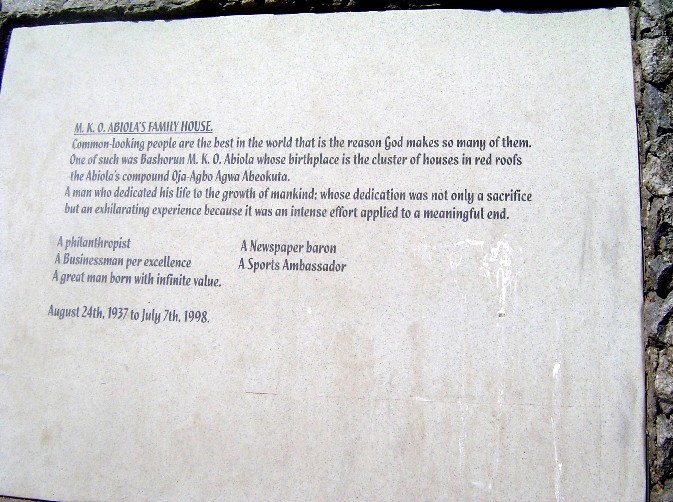 M. K. O. ABIOLA'S FAMILY HOUSE.
Common-looking people are the best in the world that is the reason God makes so many of them.
One of such was Bashorun M. K. O. Abiola whose birthplace is the cluster of houses in red roofs
the Abiola's compound Oja-Agbo Agwa Abeokuta.
A man who dedicated his life to the growth of mankind; whose dedication was not only a sacrifice
but an exhilarating experience because it was an intense effort applied to a meaningful end.
A philanthropist
A Businessman per excellence
A great man born with infinite value.
A Newspaper baron
A Sports Ambassador
August 24th, 1937 to July 7th, 1998.